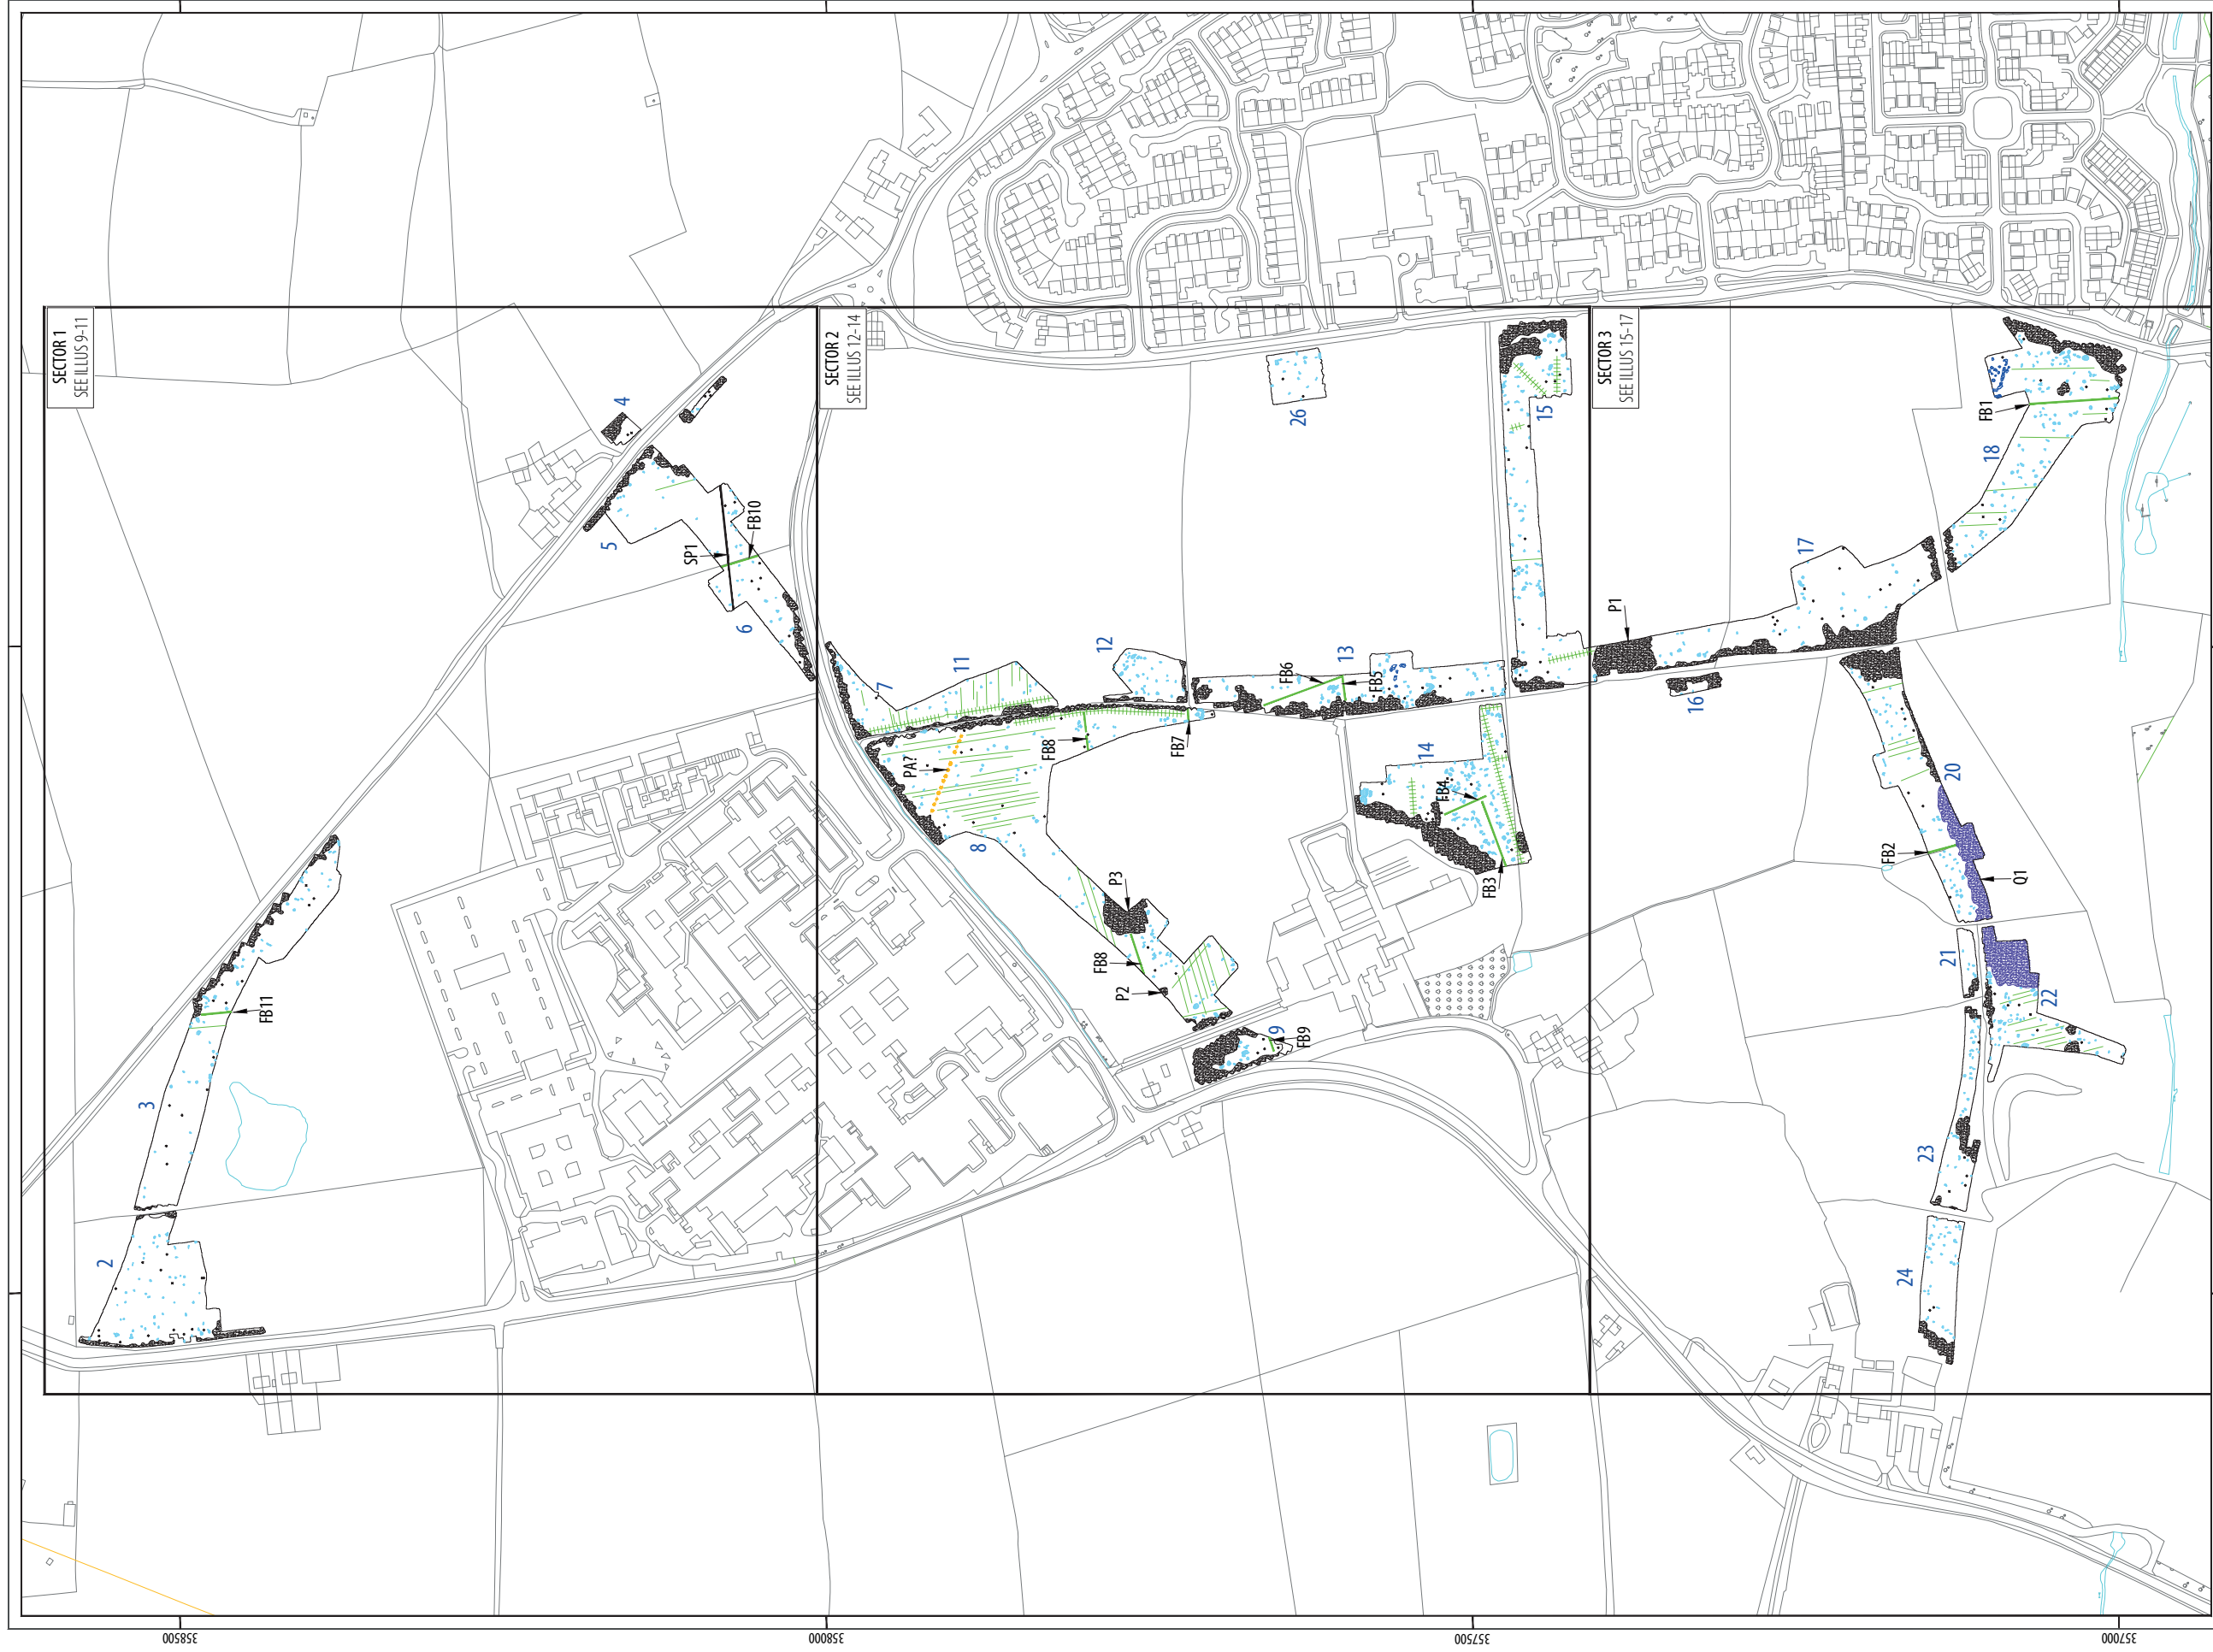 SECTOR 1
SEE ILLUS 9-11
4
5
SP1
FB10
6
FB11
3
2
SECTOR 2
SEE ILLUS 12-14
26
15
12
11
7
13
FB6
FB5
FB8
FB7
PA?
8
14
FB4
FB3
P3
FB8
P2
9
FB9
SECTOR 3
SEE ILLUS 15-17
FB1
18
17
P1
16
20
FB2
Q1
21
22
23
24
358500
358000
357500
357000